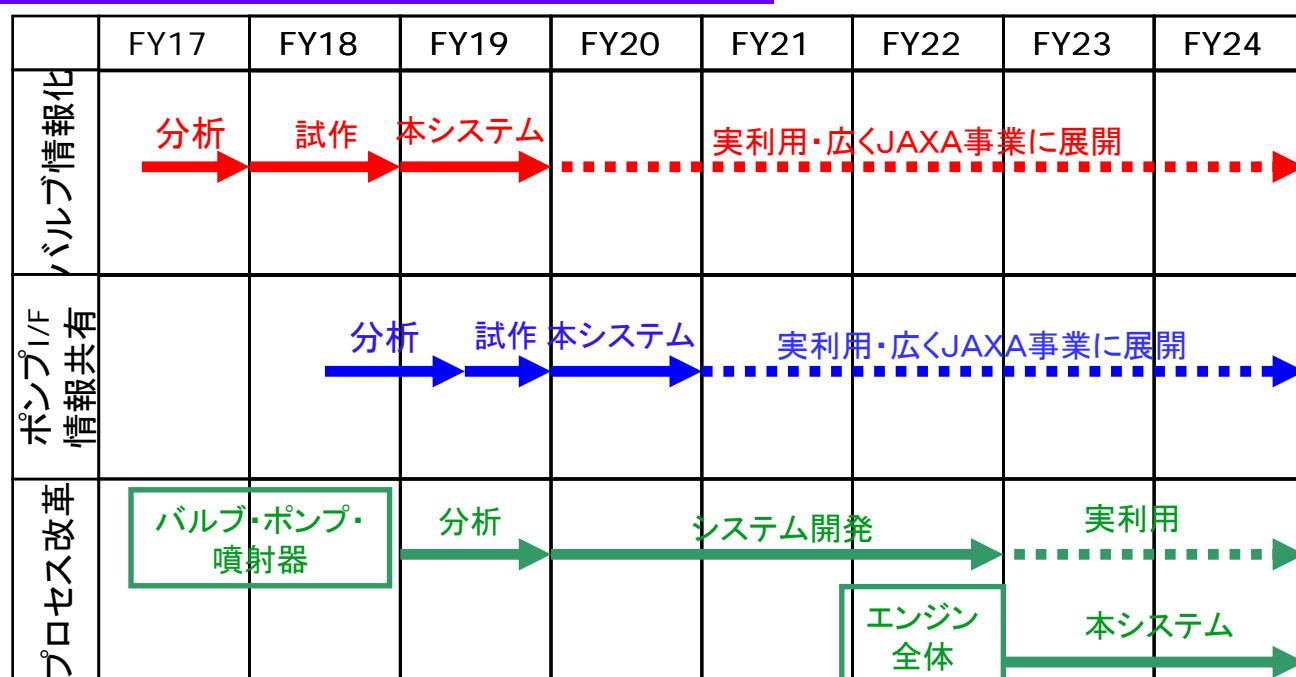 FY17 FY18 FY19 FY20 FY21 FY22 FY23 FY24
バルブ情報化
分析 試作 本システム 実利用・広くJAXA事業に展開
ポンプI/F
情報共有
分析 試作 本システム 実利用・広くJAXA事業に展開
プロセス改革
バルブ・ポンプ・
噴射器
分析 システム開発 実利用
エンジン
全体
本システム